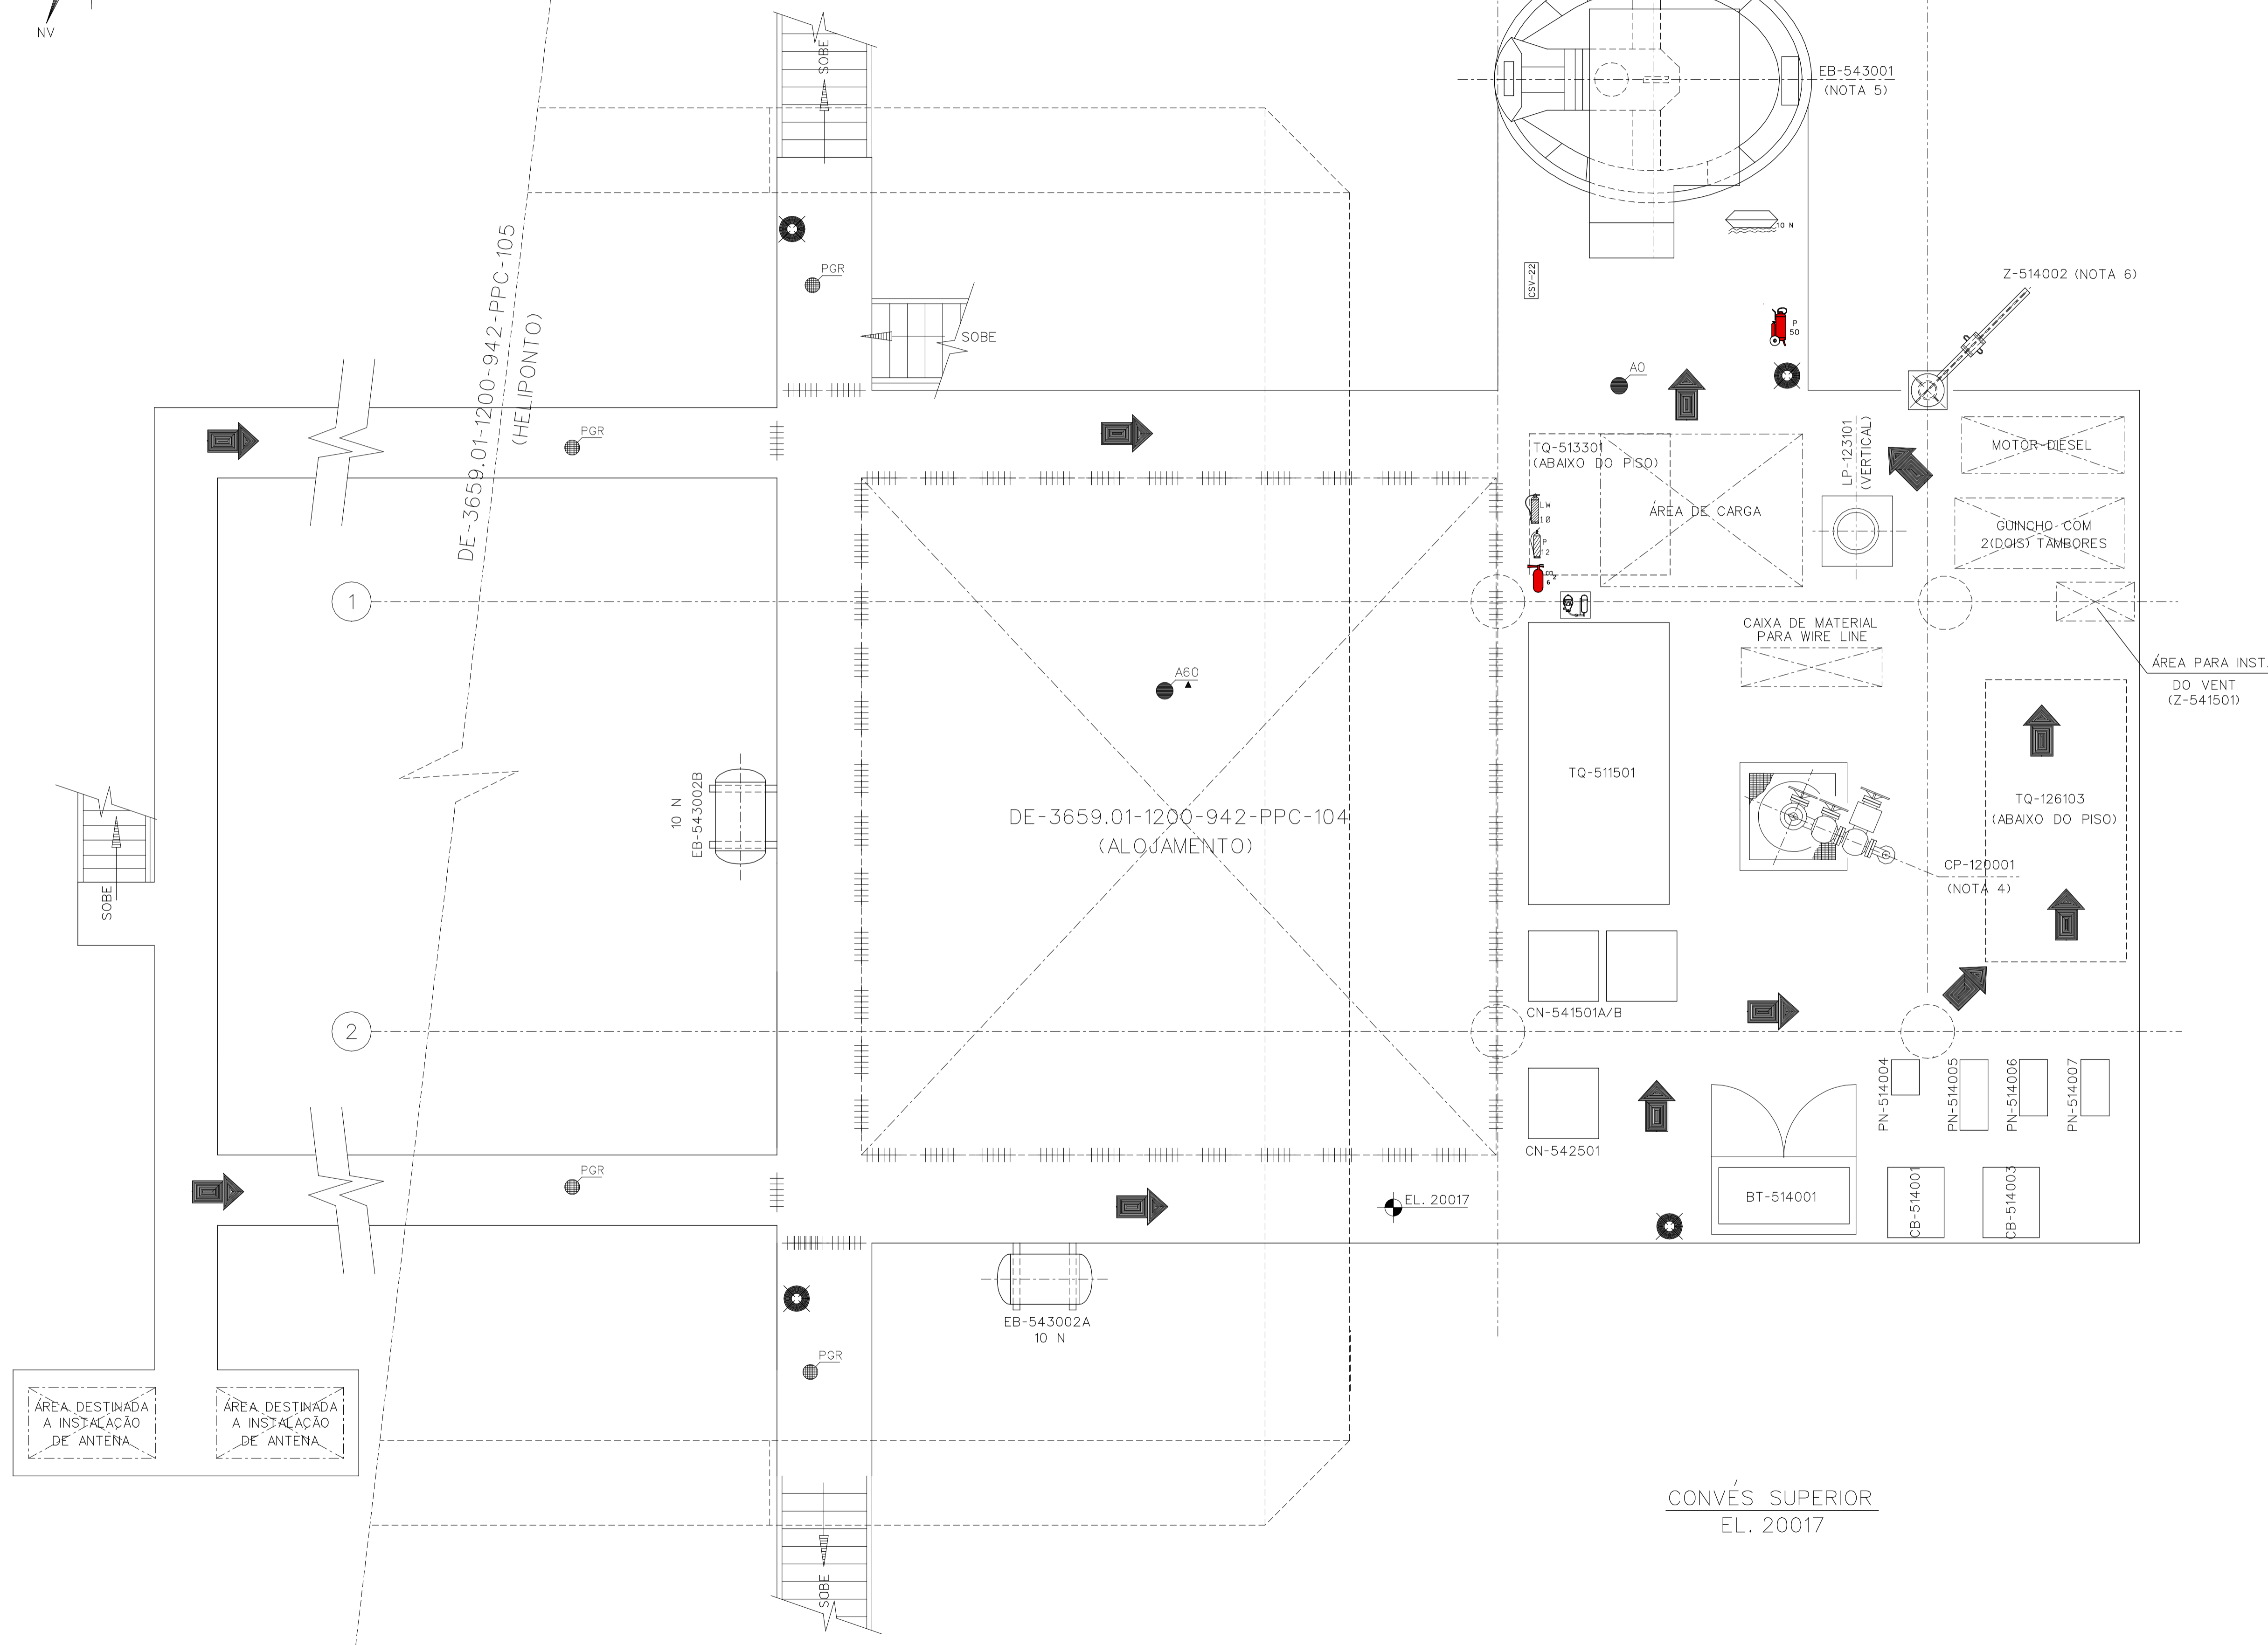 NV
SOBE
EB-543001
(NOTA 5)
10 N
PGR
CSV-22
Z-514002 (NOTA 6)
SOBE
P
50
A0
DE-3659.01-1200-942-PPC-105
(HELIPONTO)
PGR
TQ-513301
(ABAIXO DO PISO)
LP-123101
(VERTICAL)
MOTOR DIESEL
LW
10
ÁREA DE CARGA
GUINCHO COM
2(DOIS) TAMBORES
P
12
CO2
6
1
CAIXA DE MATERIAL
PARA WIRE LINE
ÁREA PARA INST.
DO VENT
(Z-541501)
A60
TQ-511501
10 N
EB-543002B
DE-3659.01-1200-942-PPC-104
(ALOJAMENTO)
TQ-126103
(ABAIXO DO PISO)
CP-120001
(NOTA 4)
SOBE
CN-541501A/B
2
PN-514004
PN-514005
PN-514006
PN-514007
CN-542501
PGR
EL. 20017
BT-514001
CB-514001
CB-514003
EB-543002A
10 N
PGR
ÁREA DESTINADA
A INSTALAÇÃO
DE ANTENA
ÁREA DESTINADA
A INSTALAÇÃO
DE ANTENA
SOBE
CONVÉS SUPERIOR
EL. 20017